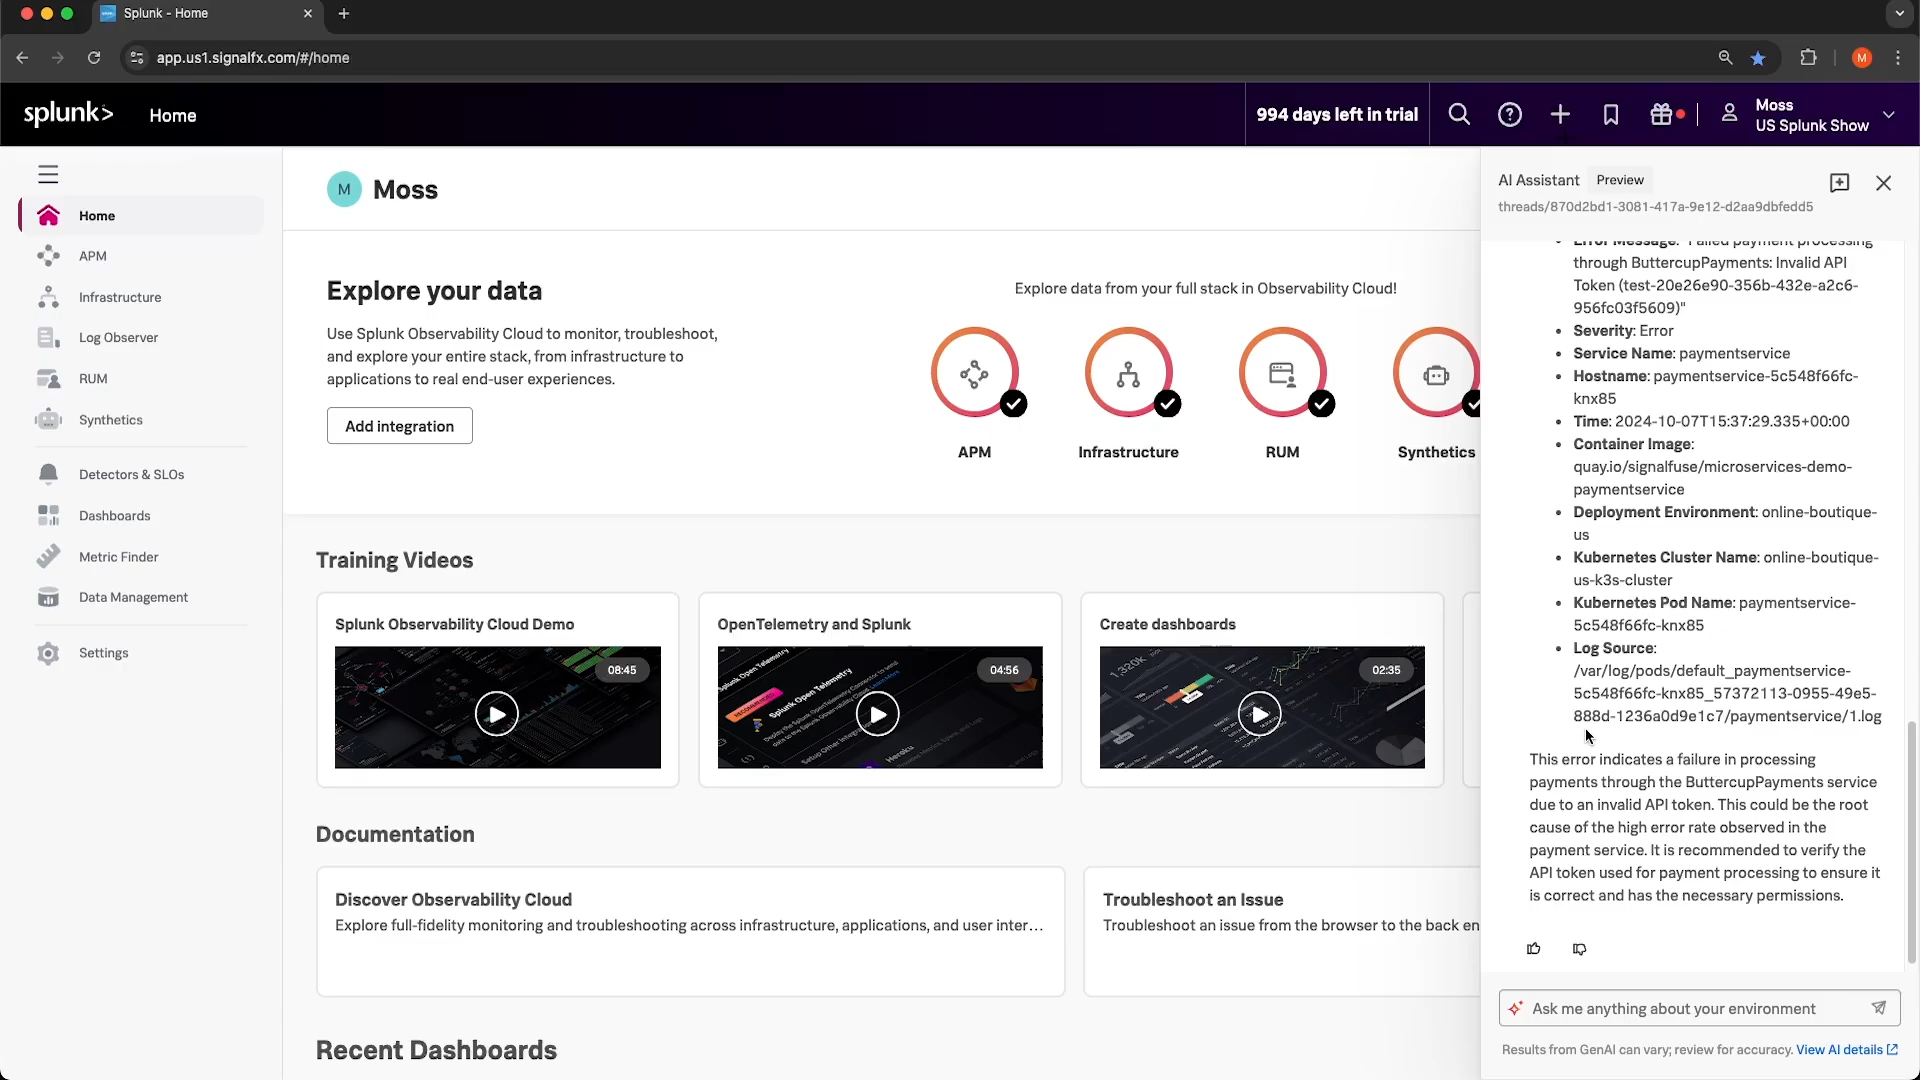 Splunk - Home
app.us1.signalfx.com/#/home
M
splunk>
Home
994 days left in trial
Moss
US Splunk Show
Home
APM
Infrastructure
Log Observer
RUM
Synthetics
Detectors & SLOs
Dashboards
Metric Finder
Data Management
Settings
M
Moss
Explore your data
Use Splunk Observability Cloud to monitor, troubleshoot,
and explore your entire stack, from infrastructure to
applications to real end-user experiences.
Add integration
Explore data from your full stack in Observability Cloud!
APM
Infrastructure
RUM
Synthetics
Training Videos
Splunk Observability Cloud Demo
08:45
OpenTelemetry and Splunk
04:56
Create dashboards
02:35
Documentation
Discover Observability Cloud
Explore full-fidelity monitoring and troubleshooting across infrastructure, applications, and user inter...
Troubleshoot an Issue
Troubleshoot an issue from the browser to the back en
Recent Dashboards
AI Assistant Preview
threads/870d2bd1-3081-417a-9e12-d2aa9dbfedd5
Error Message: "Failed payment processing
through ButtercupPayments: Invalid API
Token (test-20e26e90-356b-432e-a2c6-
956fc03f5609)"
Severity: Error
Service Name: paymentservice
Hostname: paymentservice-5c548f66fc-
knx85
Time: 2024-10-07T15:37:29.335+00:00
Container Image:
quay.io/signalfuse/microservices-demo-
paymentservice
Deployment Environment: online-boutique-
us
Kubernetes Cluster Name: online-boutique-
us-k3s-cluster
Kubernetes Pod Name: paymentservice-
5c548f66fc-knx85
Log Source:
/var/log/pods/default_paymentservice-
5c548f66fc-knx85_57372113-0955-49e5-
888d-1236a0d9e1c7/paymentservice/1.log
This error indicates a failure in processing
payments through the ButtercupPayments service
due to an invalid API token. This could be the root
cause of the high error rate observed in the
payment service. It is recommended to verify the
API token used for payment processing to ensure it
is correct and has the necessary permissions.
Ask me anything about your environment
Results from GenAI can vary; review for accuracy. View AI details